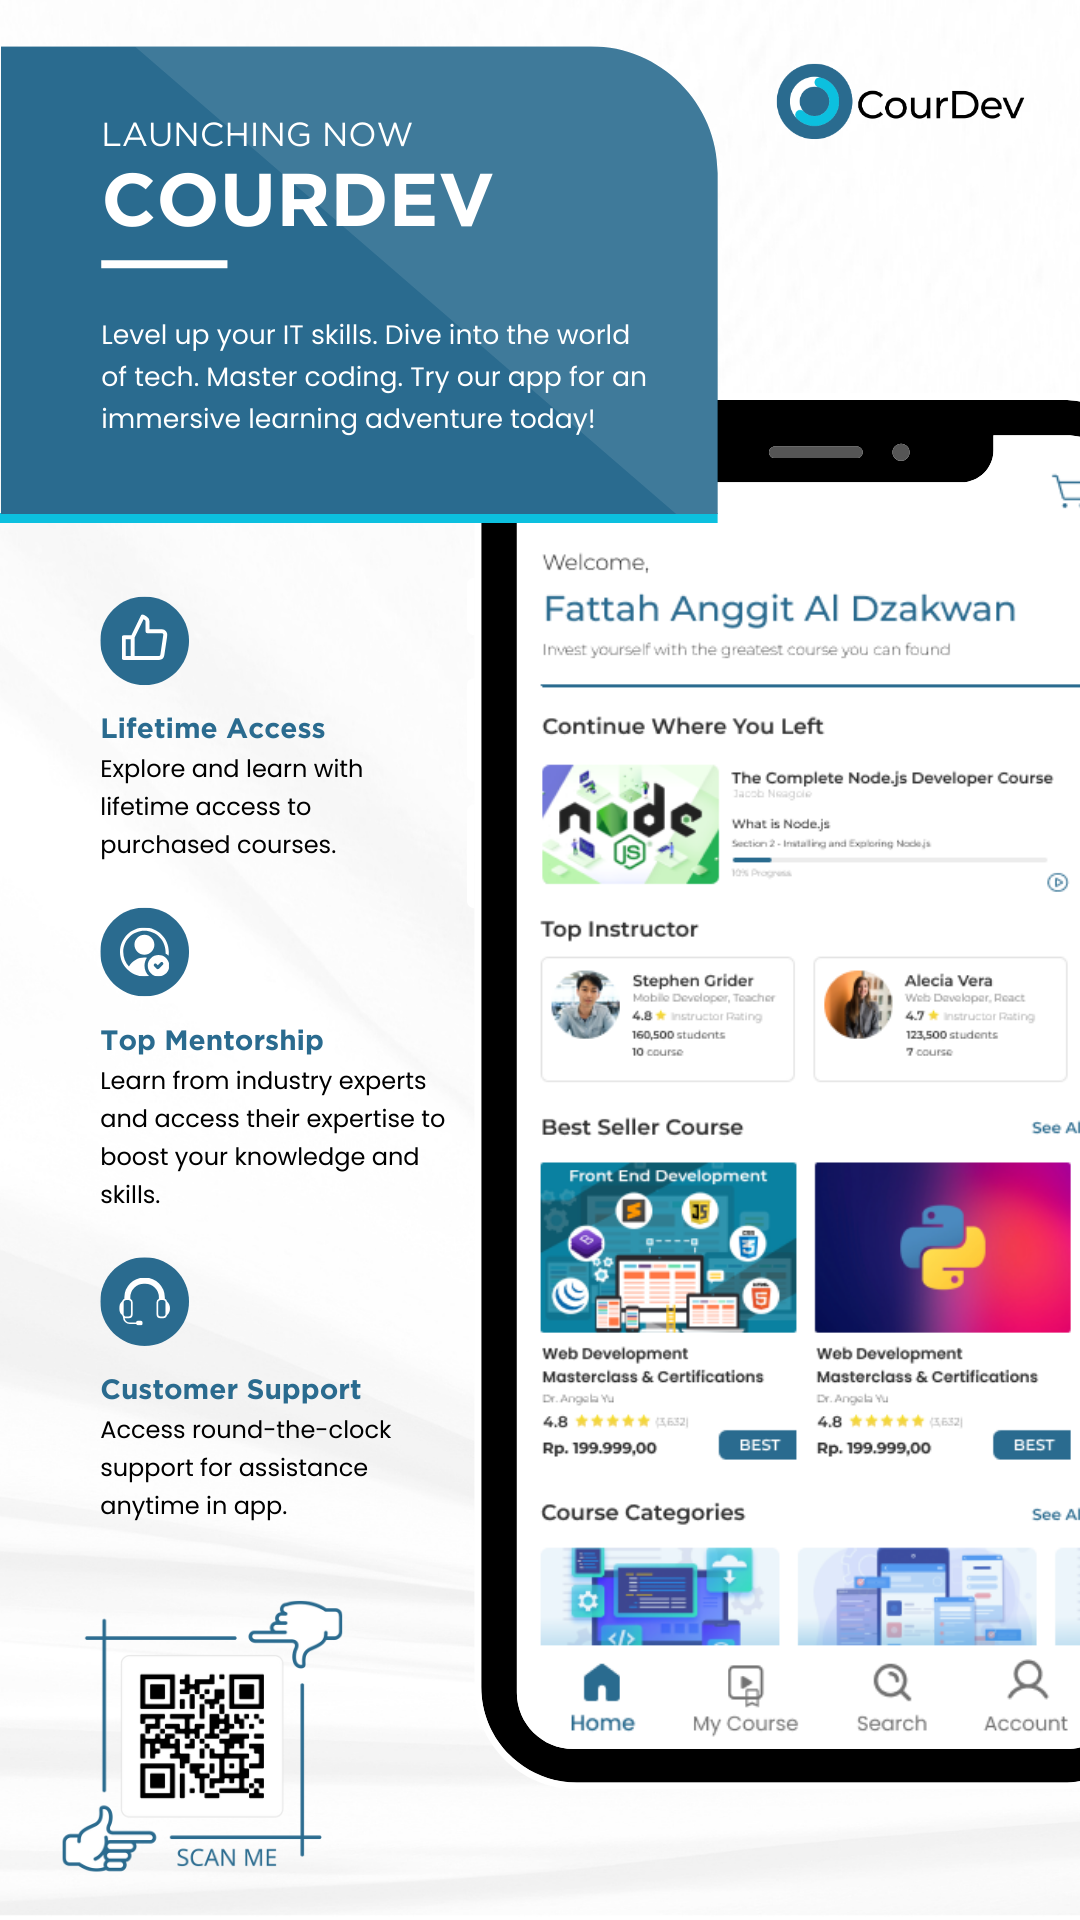 CourDev
LAUNCHING NOW
COURDEV
Level up your IT skills. Dive into the world
of tech. Master coding. Try our app for an
immersive learning adventure today!
Lifetime Access
Explore and learn with
lifetime access to
purchased courses.
Top Mentorship
Learn from industry experts
and access their expertise to
boost your knowledge and
skills.
Customer Support
Access round-the-clock
support for assistance
anytime in app.
SCAN ME
Welcome,
Fattah Anggit Al Dzakwan
Invest yourself with the greatest course you can found
Continue Where You Left
node
JS
The Complete Node.js Developer Course
Jacob Neagole
What is Node.js
Section 2 - Installing and Exploring Node.js
10% Progress
Top Instructor
Stephen Grider
Mobile Developer, Teacher
4.8 Instructor Rating
160,500 students
10 course
Alecia Vera
Web Developer, React
4.7 Instructor Rating
123,500 students
7 course
Best Seller Course
See Al
Front End Development
JS
CSS
3
HTML
5
Web Development
Masterclass & Certifications
Dr. Angela Yu
4.8 (3,632)
Rp. 199.999,00
BEST
Web Development
Masterclass & Certifications
Dr. Angela Yu
4.8 (3,632)
Rp. 199.999,00
BEST
Course Categories
See Al
</>
Home
My Course
Search
Account